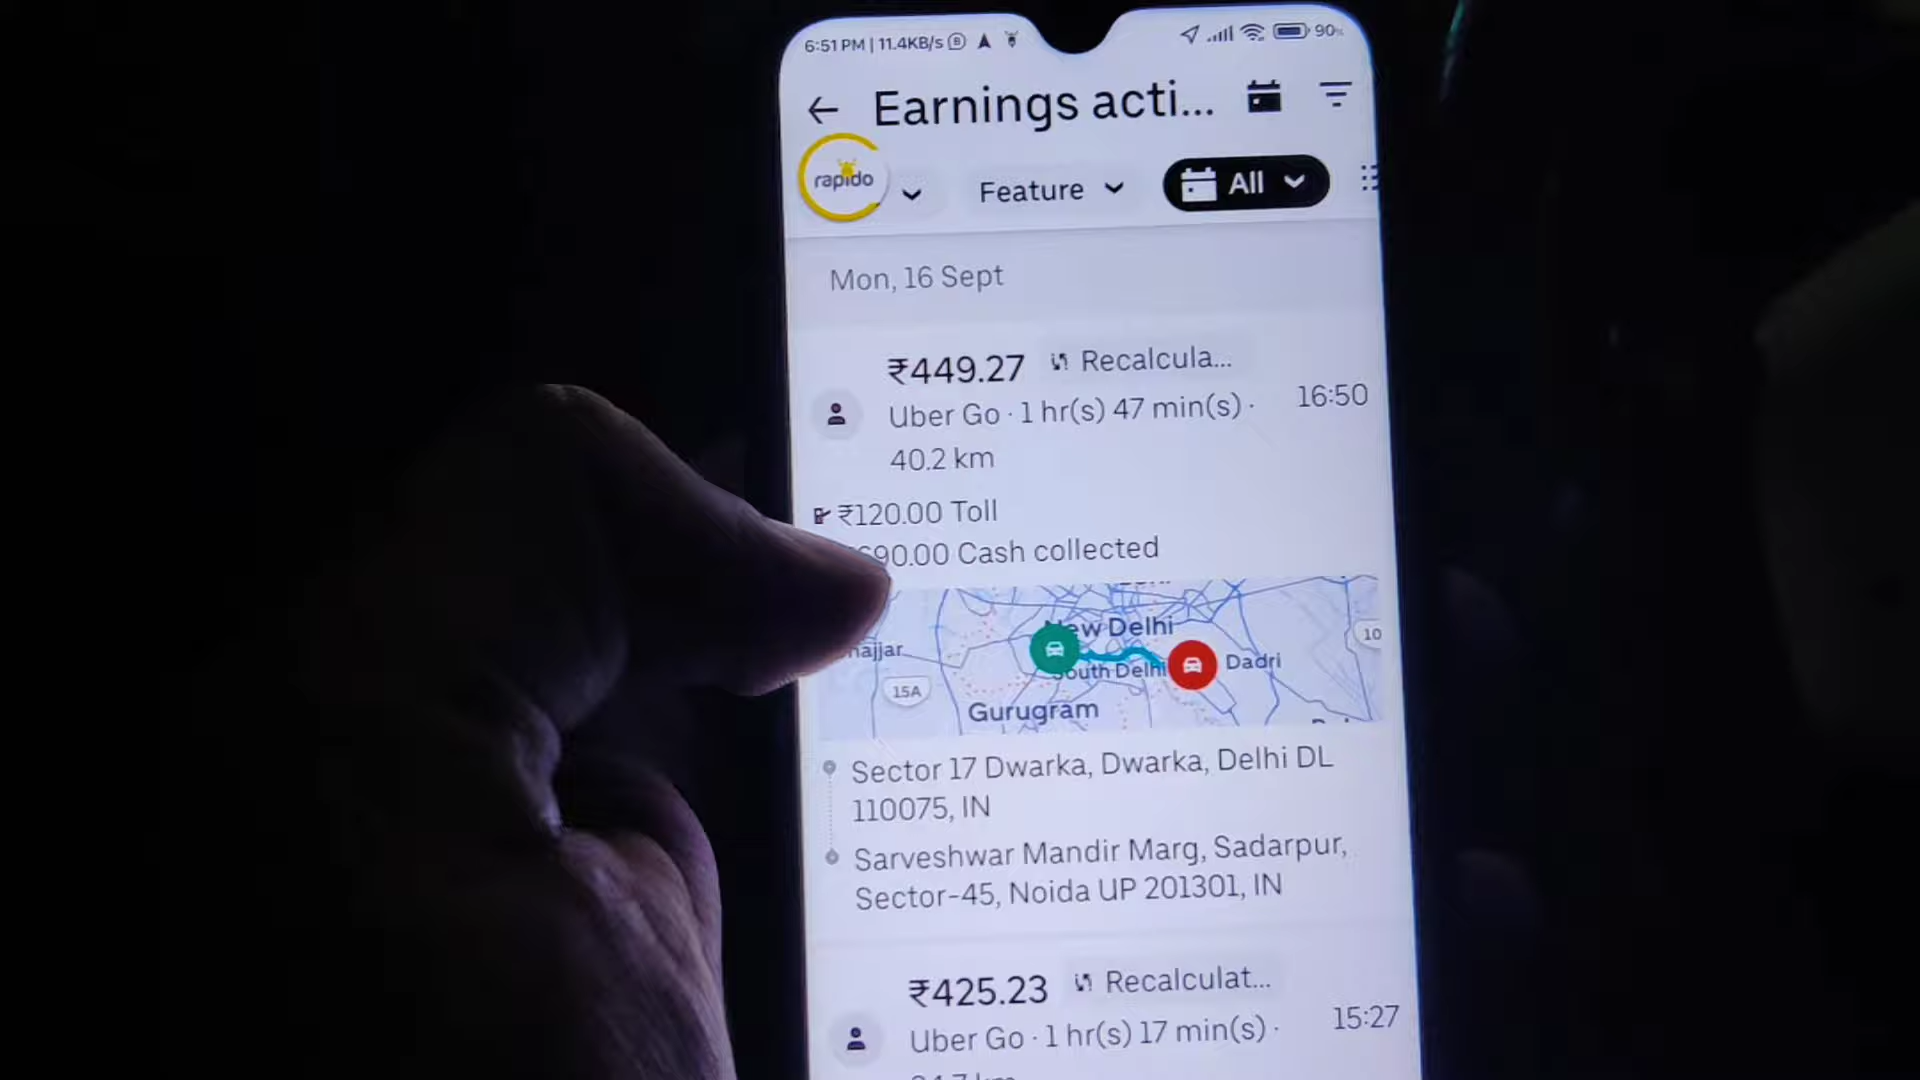 6:51 PM | 11.4KB/s
90
Earnings acti...
rapido
Feature
All
Mon, 16 Sept
₹449.27 Recalcula...
Uber Go · 1 hr(s) 47 min(s) ·
16:50
40.2 km
₹120.00 Toll
90.00 Cash collected
New Delhi
South Delhi
Dadri
10
15A
Gurugram
Sector 17 Dwarka, Dwarka, Delhi DL
110075, IN
Sarveshwar Mandir Marg, Sadarpur,
Sector-45, Noida UP 201301, IN
₹425.23 Recalculat...
Uber Go · 1 hr(s) 17 min(s) ·
15:27